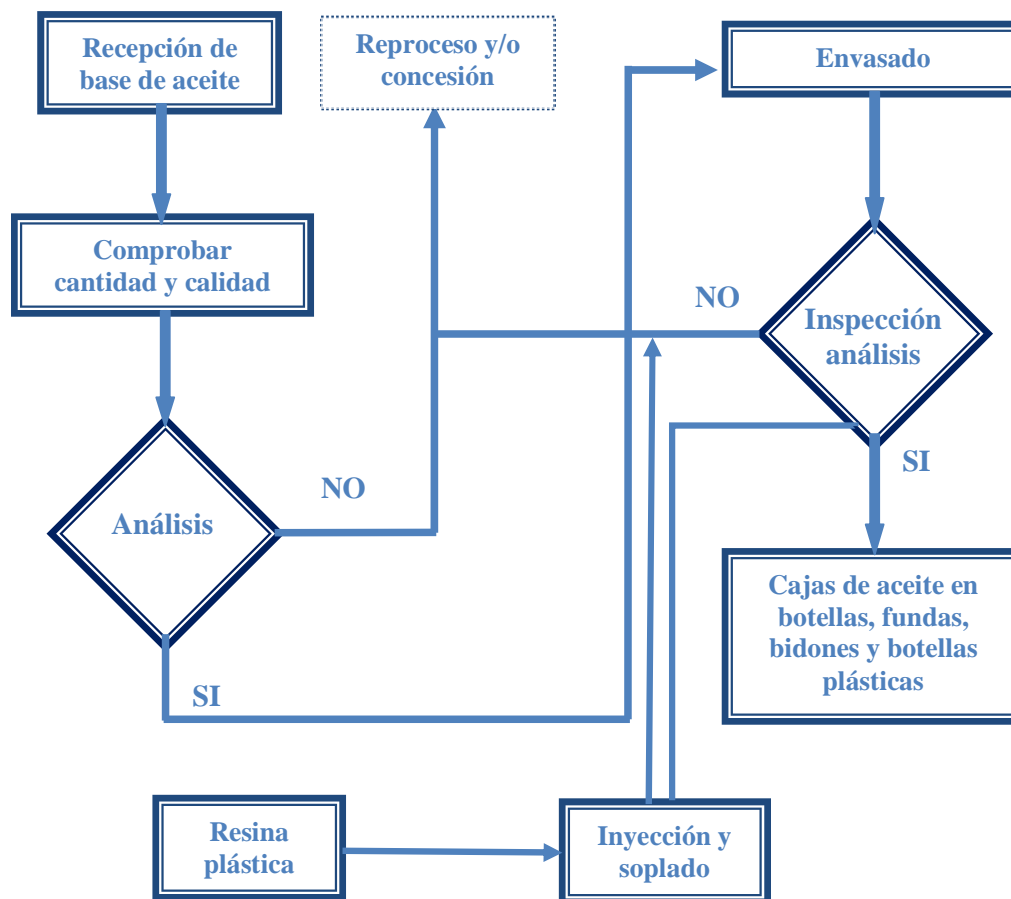 Recepción de
base de aceite
Reproceso y/o
concesión
Envasado
Comprobar
cantidad y calidad
NO
Inspección
análisis
NO
Análisis
SI
SI
Cajas de aceite en
botellas, fundas,
bidones y botellas
plásticas
Resina
plástica
Inyección y
soplado